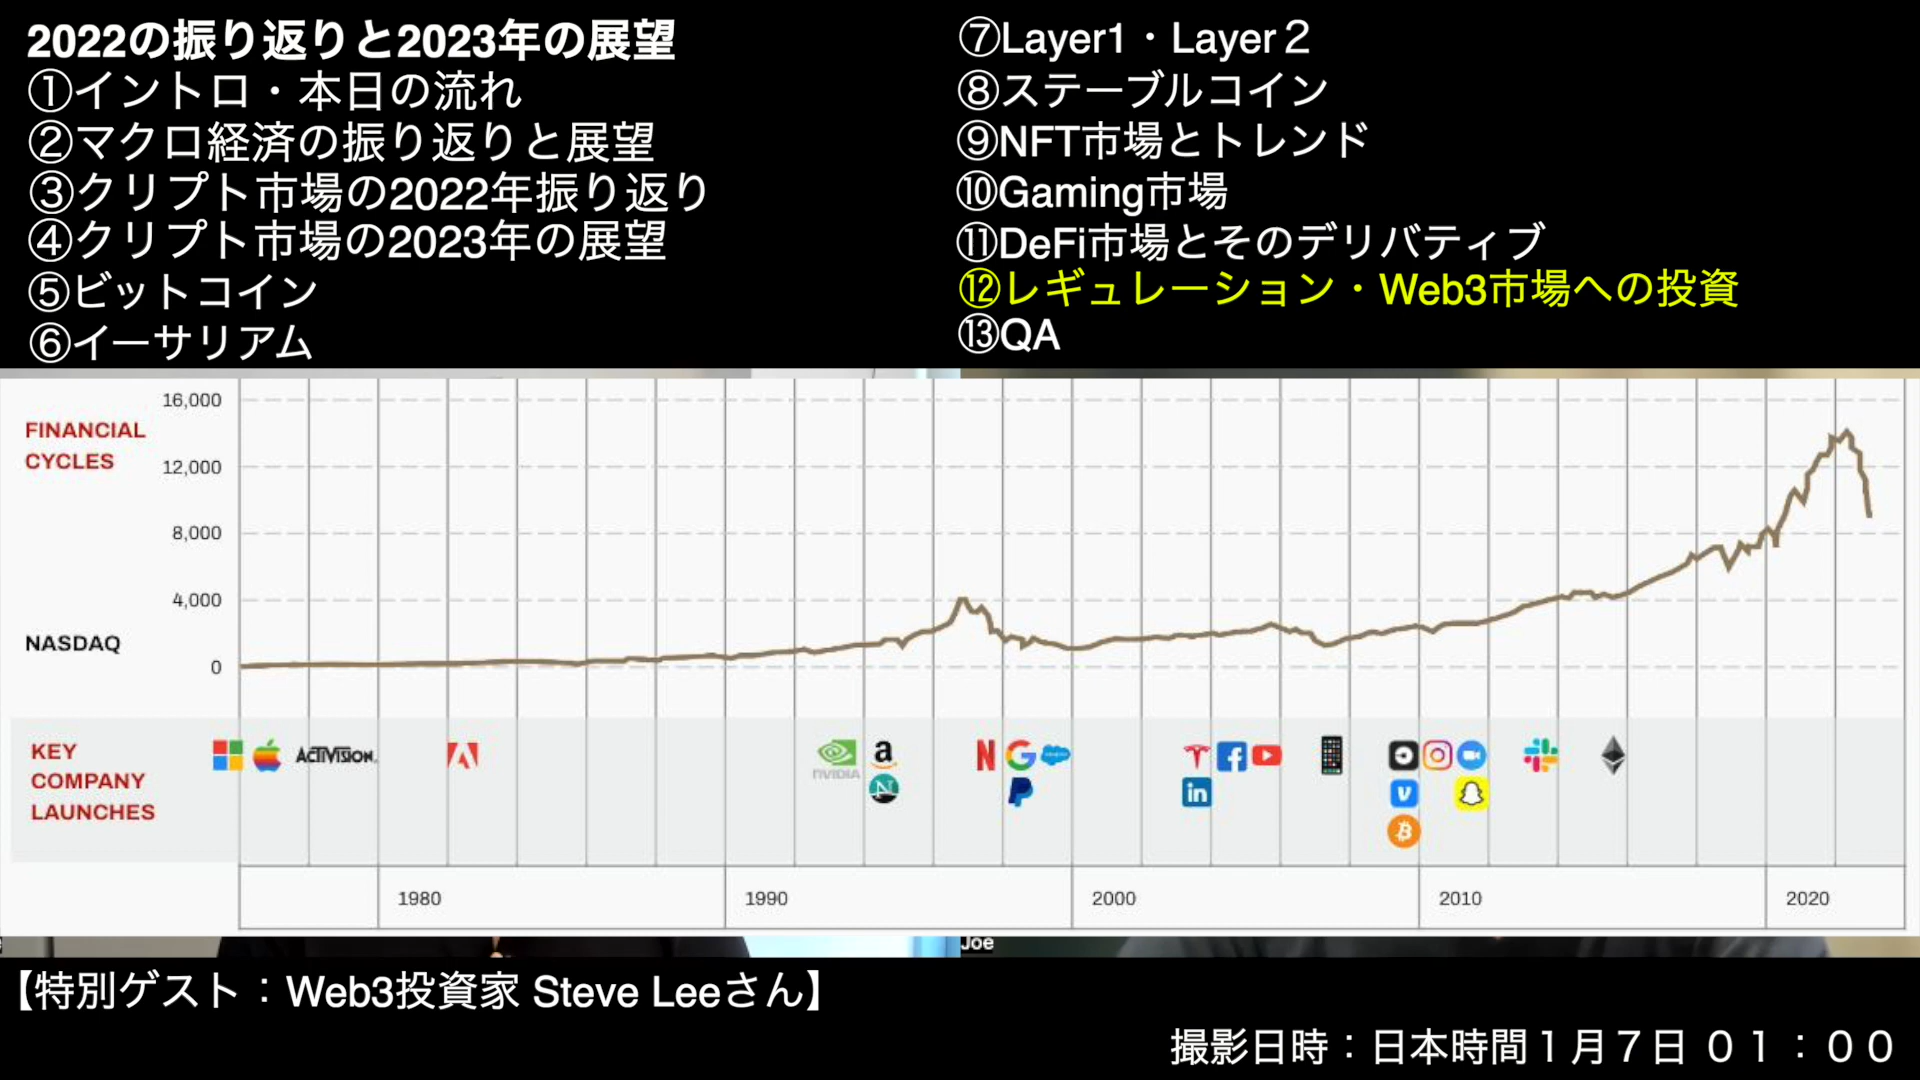 2022の振り返りと2023年の展望
①イントロ・本日の流れ
②マクロ経済の振り返りと展望
③クリプト市場の2022年振り返り
④クリプト市場の2023年の展望
⑤ビットコイン
⑥イーサリアム
⑦Layer1・Layer２
⑧ステーブルコイン
⑨NFT市場とトレンド
⑩Gaming市場
⑪DeFi市場とそのデリバティブ
⑫レギュレーション・Web3市場への投資
⑬QA
FINANCIAL
CYCLES
16,000
12,000
8,000
4,000
0
NASDAQ
KEY
COMPANY
LAUNCHES
ACTIVISION
NVIDIA
a
N
N
G
salesforce
P
T
f
in
v
1980
1990
2000
2010
2020
Joe
【特別ゲスト：Web3投資家 Steve Leeさん】
撮影日時：日本時間１月７日 ０１：００